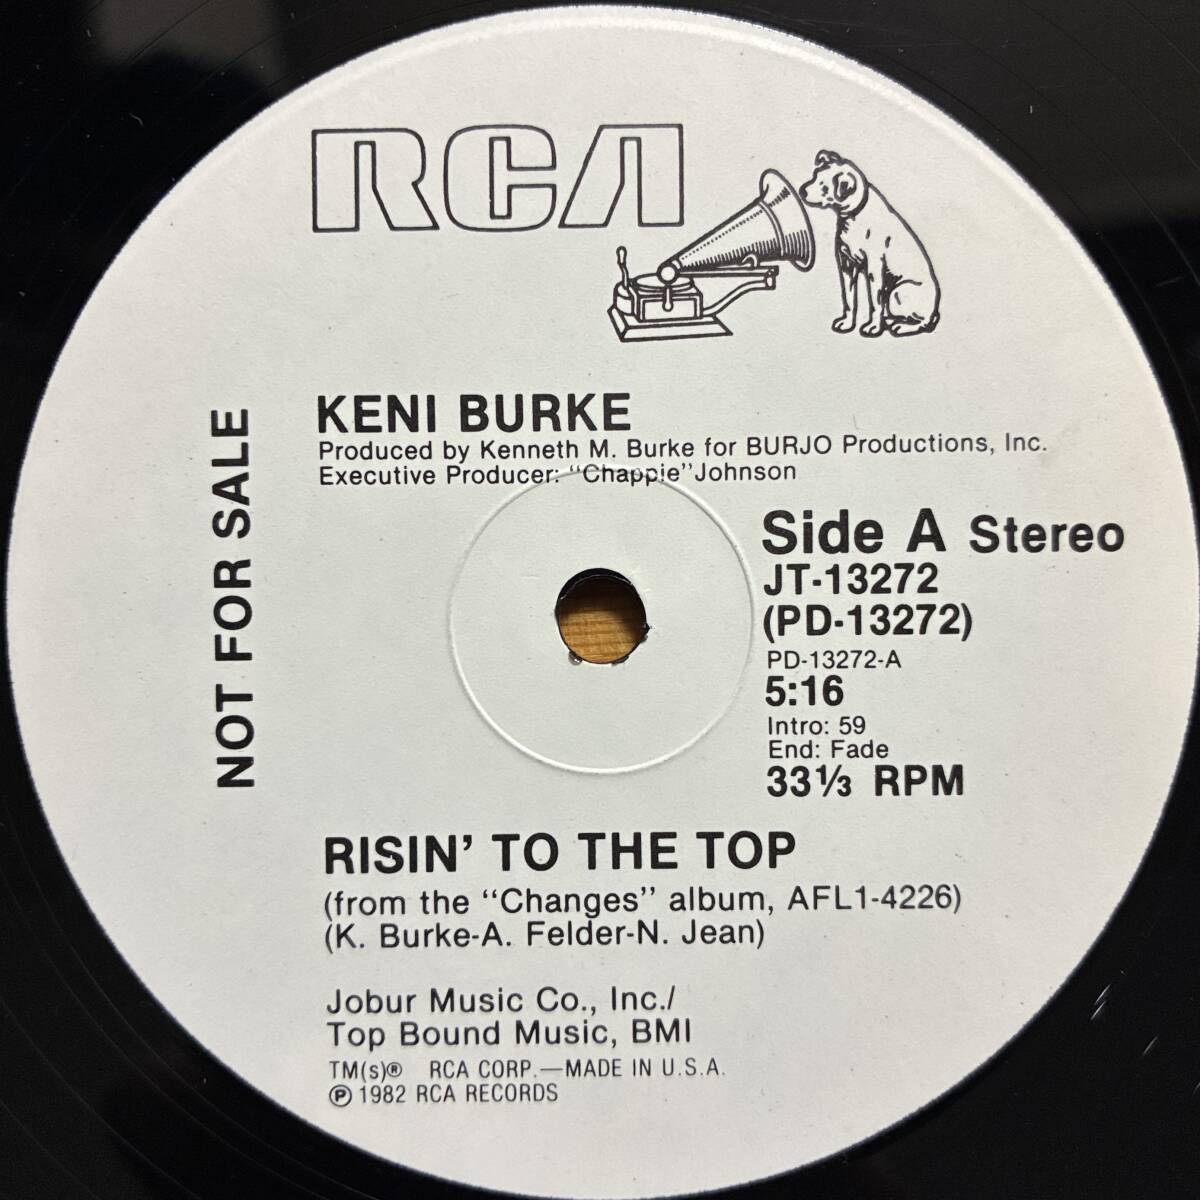 RCA
KENI BURKE
Produced by Kenneth M. Burke for BURJO Productions, Inc.
Executive Producer: "Chappie" Johnson
NOT FOR SALE
Side A Stereo
JT-13272
(PD-13272)
PD-13272-A
5:16
Intro: 59
End: Fade
33⅓ RPM
RISIN' TO THE TOP
(from the "Changes" album, AFL1-4226)
(K. Burke-A. Felder-N. Jean)
Jobur Music Co., Inc./
Top Bound Music, BMI
TM(s)® RCA CORP.—MADE IN U.S.A.
℗ 1982 RCA RECORDS